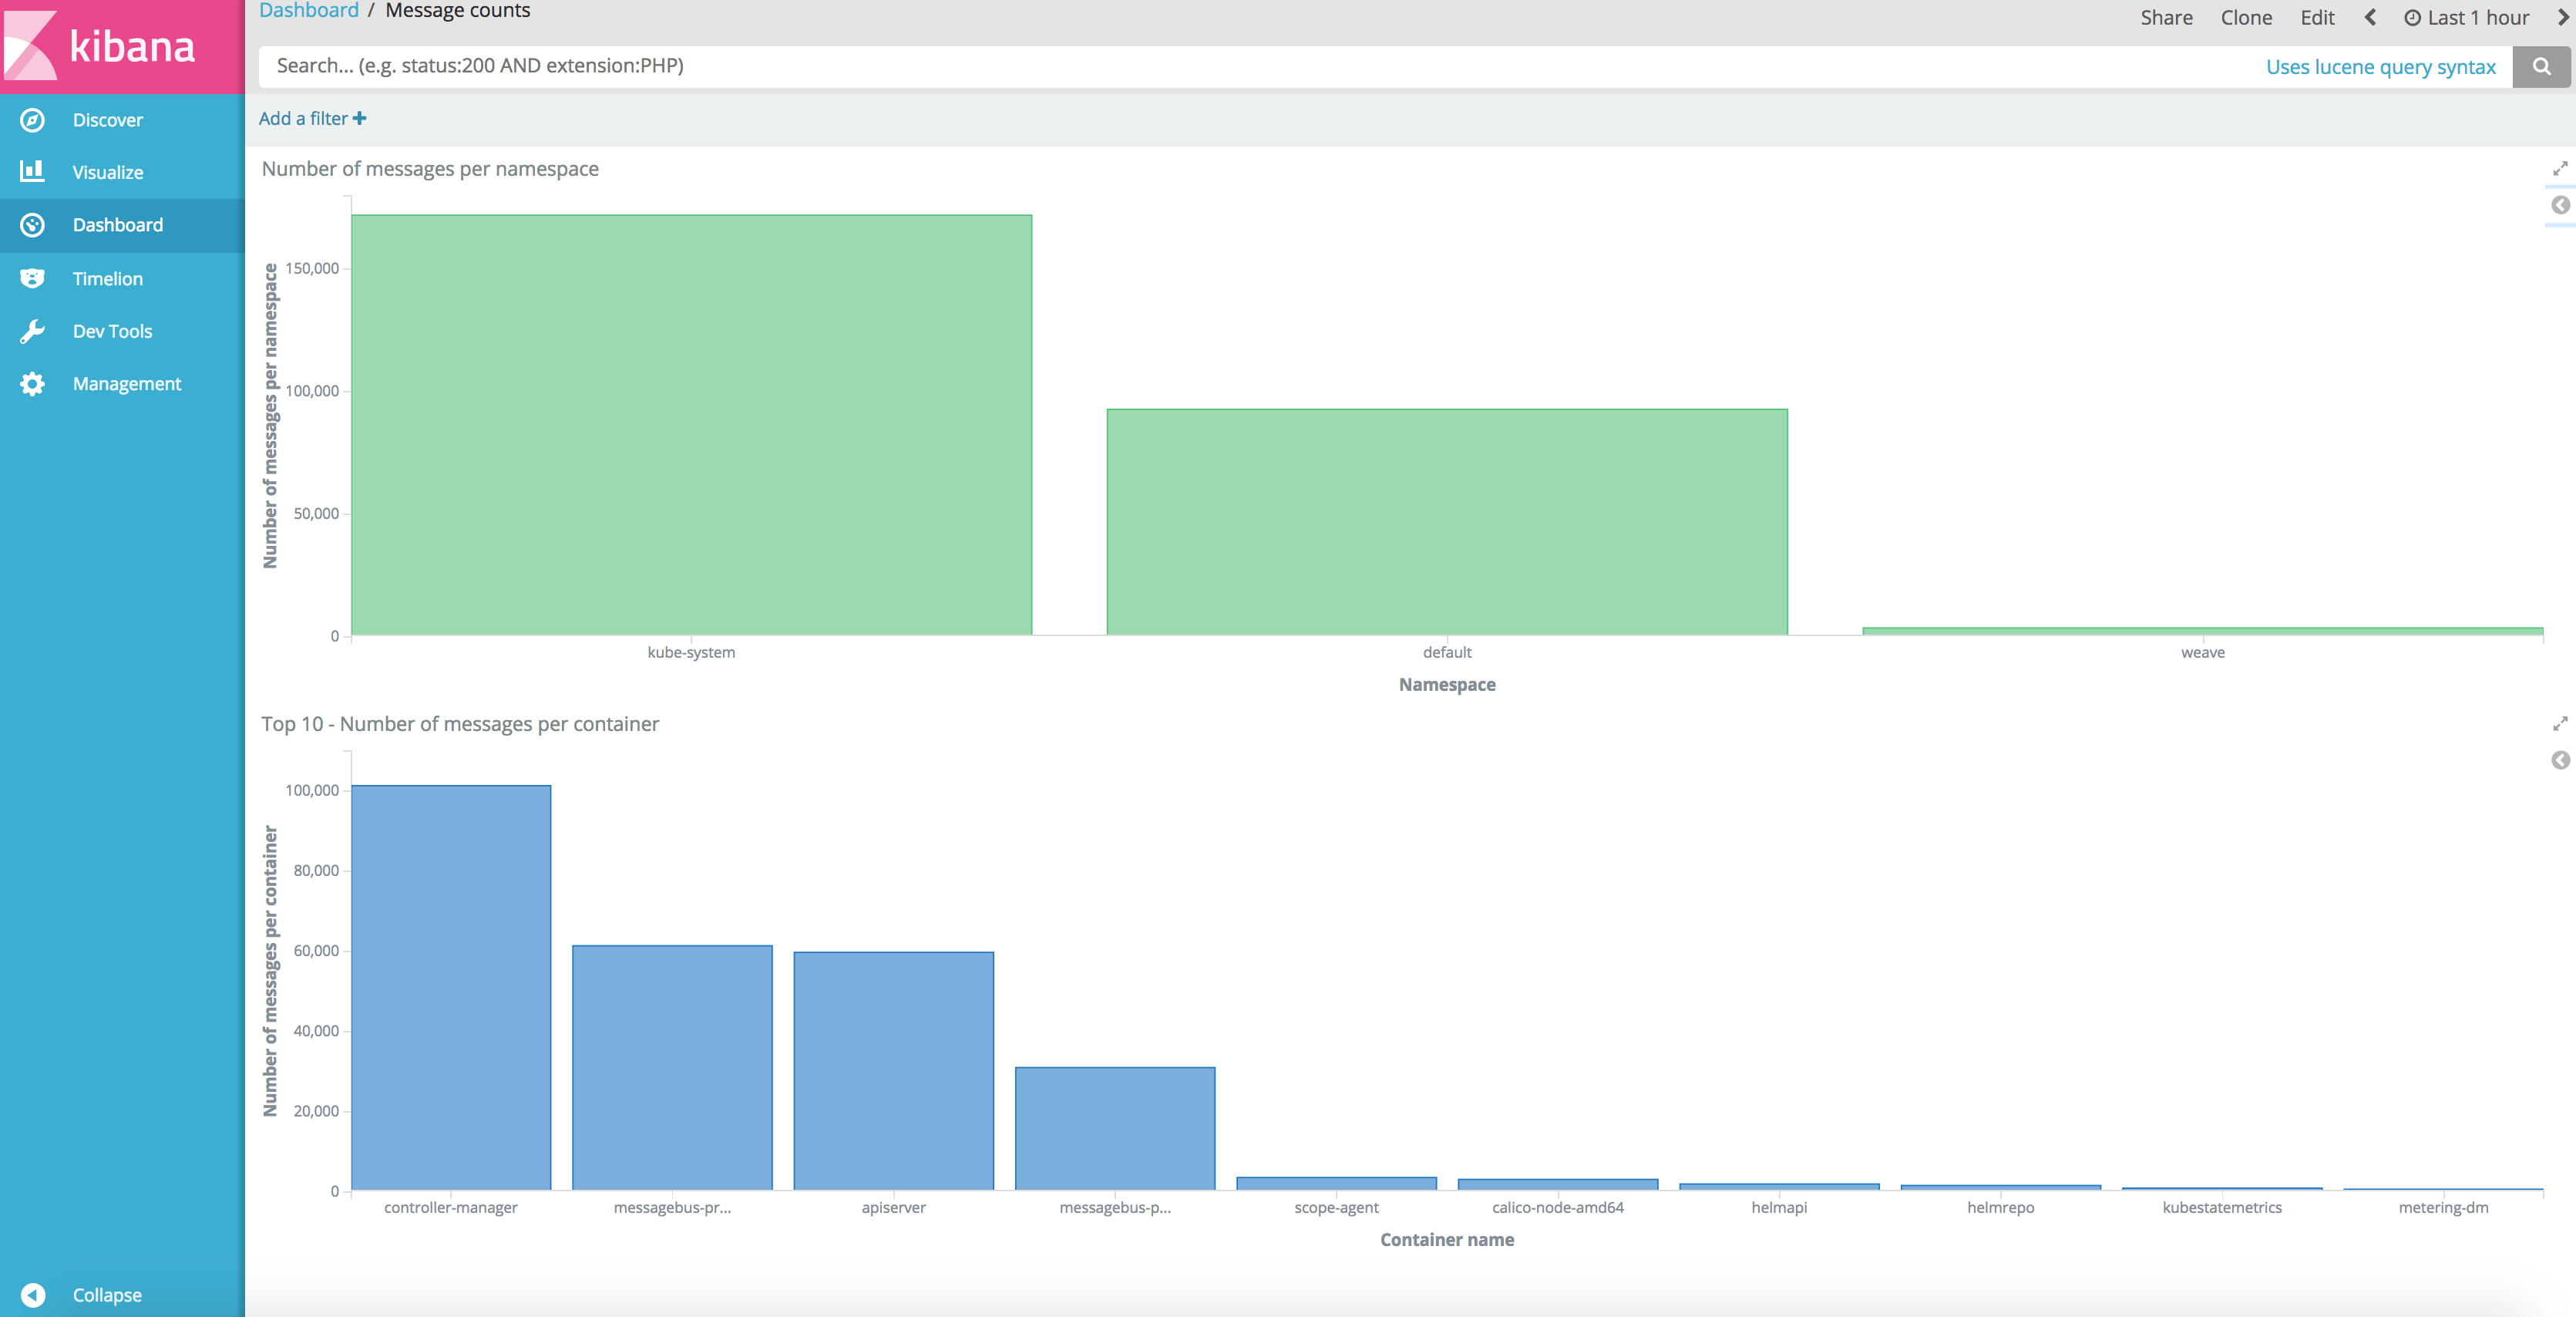 kibana
Discover
Visualize
Dashboard
Timelion
Dev Tools
Management
Collapse
Dashboard / Message counts
Share Clone Edit Last 1 hour
Search... (e.g. status:200 AND extension:PHP)
Uses lucene query syntax
Add a filter
Number of messages per namespace
Number of messages per namespace
150,000
100,000
50,000
0
kube-system default weave
Namespace
Top 10 - Number of messages per container
Number of messages per container
100,000
80,000
60,000
40,000
20,000
0
controller-manager messagebus-pr... apiserver messagebus-p... scope-agent calico-node-amd64 helmapi helmrepo kubestatemetrics metering-dm
Container name